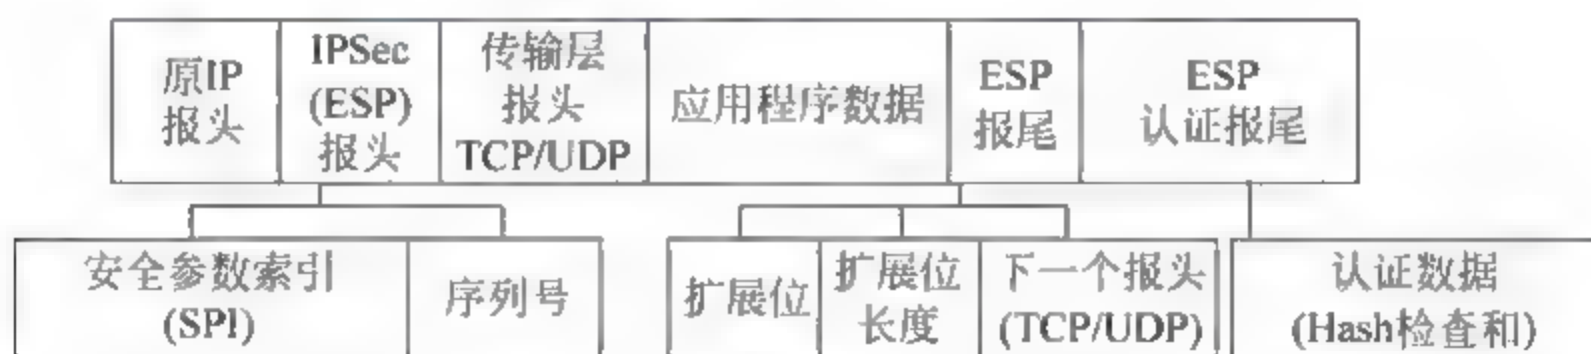 原IP
报头
IPSec
(ESP)
报头
传输层
报头
TCP/UDP
应用程序数据
ESP
报尾
ESP
认证报尾
安全参数索引
(SPI)
序列号
扩展位
扩展位
长度
下一个报头
(TCP/UDP)
认证数据
(Hash检查和)